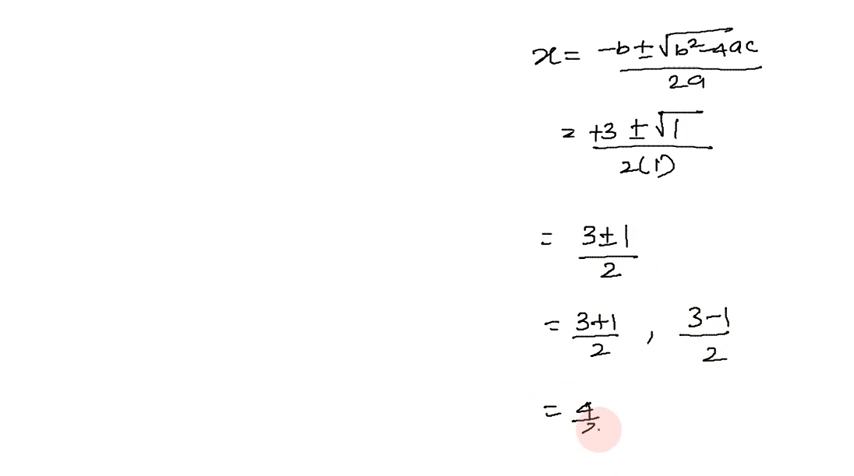 x = (-b ± √(b² - 4ac)) / 2a
= (+3 ± √1) / 2(1)
= (3 ± 1) / 2
= (3+1) / 2 , (3-1) / 2
= 4 / 2